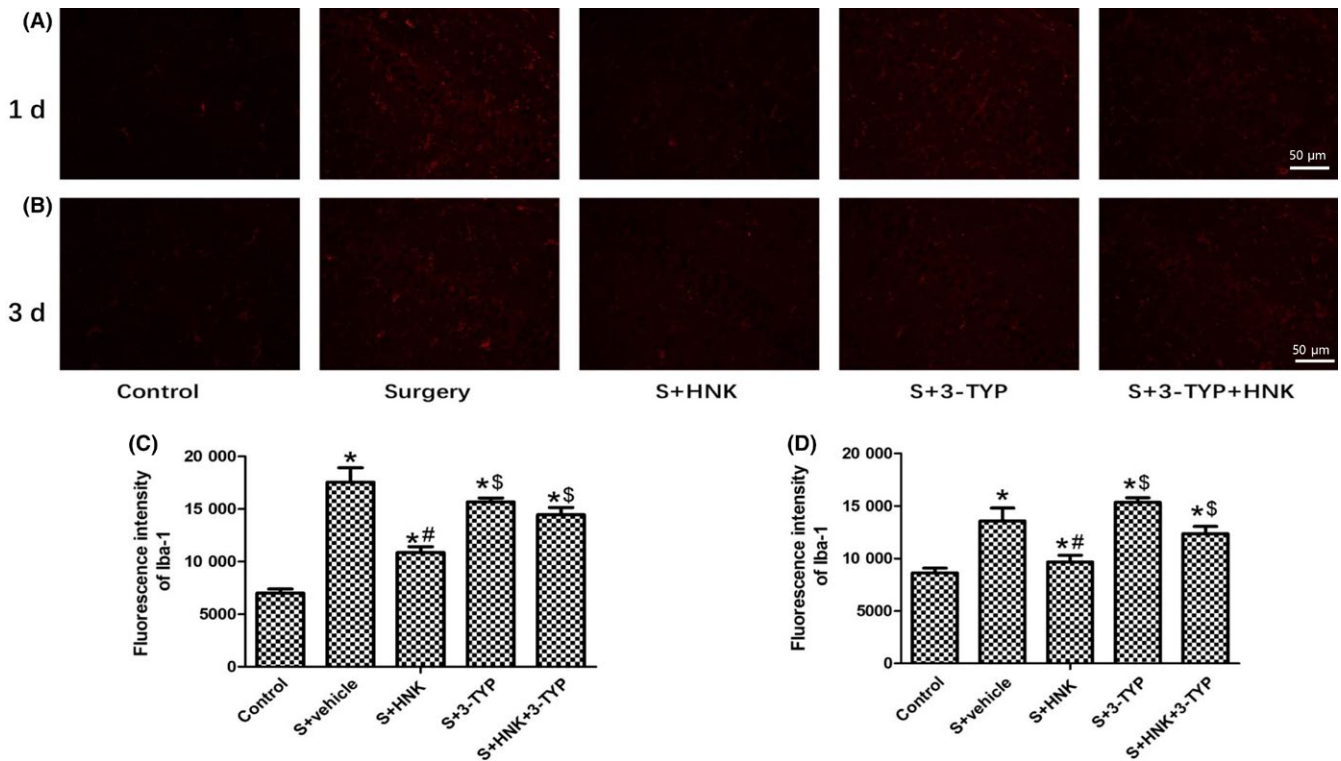 (A)
1 d
50 µm
(B)
3 d
50 µm
Control Surgery S+HNK S+3-TYP S+3-TYP+HNK
(C)
Fluorescence intensity
of Iba-1
20 000
15 000
10 000
5000
0
*
*#
*$
*$
Control
S+vehicle
S+HNK
S+3-TYP
S+HNK+3-TYP
(D)
Fluorescence intensity
of Iba-1
20 000
15 000
10 000
5000
0
*
*#
*$
*$
Control
S+vehicle
S+HNK
S+3-TYP
S+HNK+3-TYP